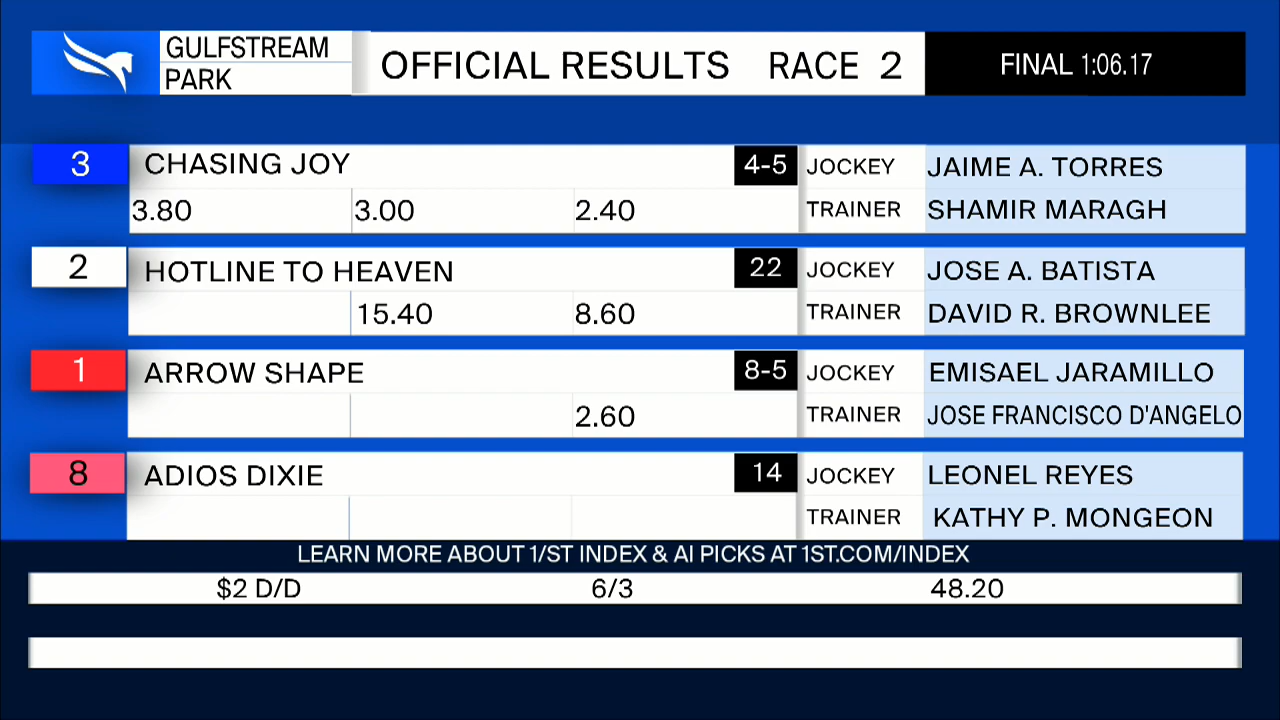 GULFSTREAM PARK
OFFICIAL RESULTS RACE 2
FINAL 1:06.17
3 CHASING JOY 4-5 JOCKEY JAIME A. TORRES
3.80 3.00 2.40 TRAINER SHAMIR MARAGH
2 HOTLINE TO HEAVEN 22 JOCKEY JOSE A. BATISTA
15.40 8.60 TRAINER DAVID R. BROWNLEE
1 ARROW SHAPE 8-5 JOCKEY EMISAEL JARAMILLO
2.60 TRAINER JOSE FRANCISCO D'ANGELO
8 ADIOS DIXIE 14 JOCKEY LEONEL REYES
TRAINER KATHY P. MONGEON
LEARN MORE ABOUT 1/ST INDEX & AI PICKS AT 1ST.COM/INDEX
$2 D/D 6/3 48.20